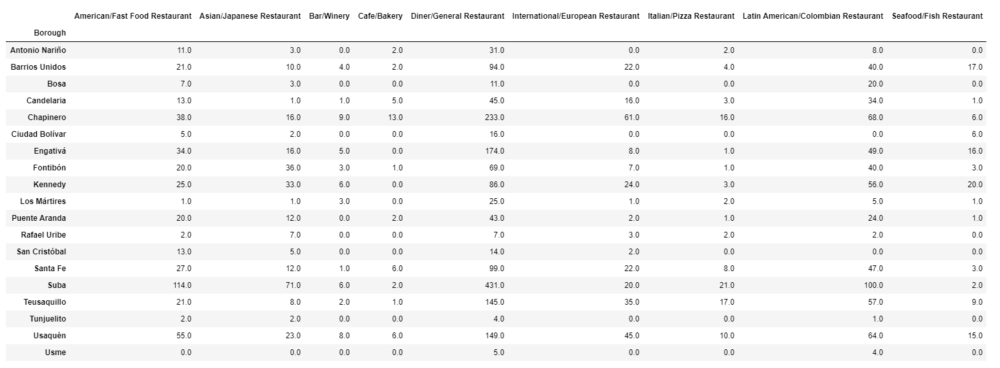 American/Fast Food Restaurant Asian/Japanese Restaurant Bar/Winery Cafe/Bakery Diner/General Restaurant International/European Restaurant Italian/Pizza Restaurant Latin American/Colombian Restaurant Seafood/Fish Restaurant
Borough
Antonio Nariño 11.0 3.0 0.0 2.0 31.0 0.0 2.0 8.0 0.0
Barrios Unidos 21.0 10.0 4.0 2.0 94.0 22.0 4.0 40.0 17.0
Bosa 7.0 3.0 0.0 0.0 11.0 0.0 0.0 20.0 0.0
Candelaria 13.0 1.0 1.0 5.0 45.0 16.0 3.0 34.0 1.0
Chapinero 38.0 16.0 9.0 13.0 233.0 61.0 16.0 68.0 6.0
Ciudad Bolívar 5.0 2.0 0.0 0.0 16.0 0.0 0.0 0.0 6.0
Engativá 34.0 16.0 5.0 0.0 174.0 8.0 1.0 49.0 16.0
Fontibón 20.0 36.0 3.0 1.0 69.0 7.0 1.0 40.0 3.0
Kennedy 25.0 33.0 6.0 0.0 86.0 24.0 3.0 56.0 20.0
Los Mártires 1.0 1.0 3.0 0.0 25.0 1.0 2.0 5.0 1.0
Puente Aranda 20.0 12.0 0.0 2.0 43.0 2.0 1.0 24.0 1.0
Rafael Uribe 2.0 7.0 0.0 0.0 7.0 3.0 2.0 2.0 0.0
San Cristóbal 13.0 5.0 0.0 0.0 14.0 2.0 0.0 0.0 0.0
Santa Fe 27.0 12.0 1.0 6.0 99.0 22.0 8.0 47.0 3.0
Suba 114.0 71.0 6.0 2.0 431.0 20.0 21.0 100.0 2.0
Teusaquillo 21.0 8.0 2.0 1.0 145.0 35.0 17.0 57.0 9.0
Tunjuelito 2.0 2.0 0.0 0.0 4.0 0.0 0.0 1.0 0.0
Usaquén 55.0 23.0 8.0 6.0 149.0 45.0 10.0 64.0 15.0
Usme 0.0 0.0 0.0 0.0 5.0 0.0 0.0 4.0 0.0